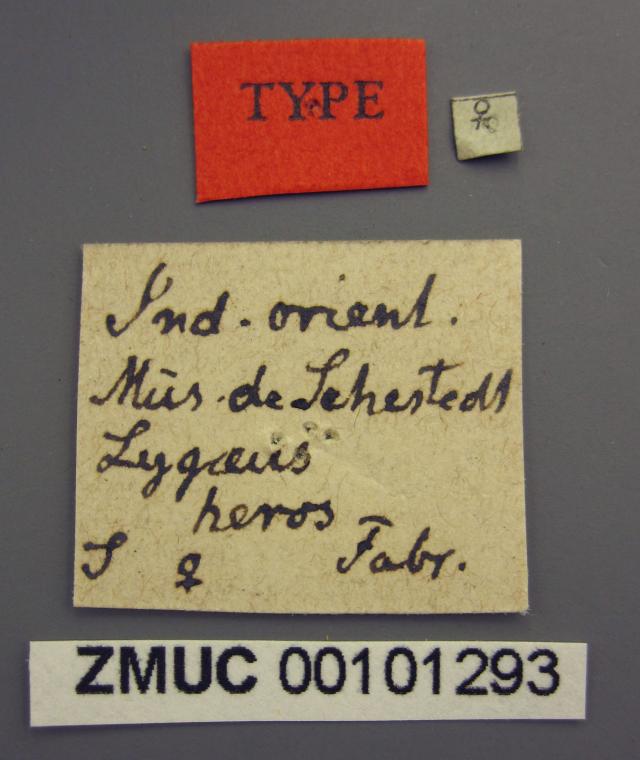 TYPE
♀
Ind. orient.
Mus. de Sehestedt
Lygæus
heros
S ♀ Fabr.
ZMUC 00101293